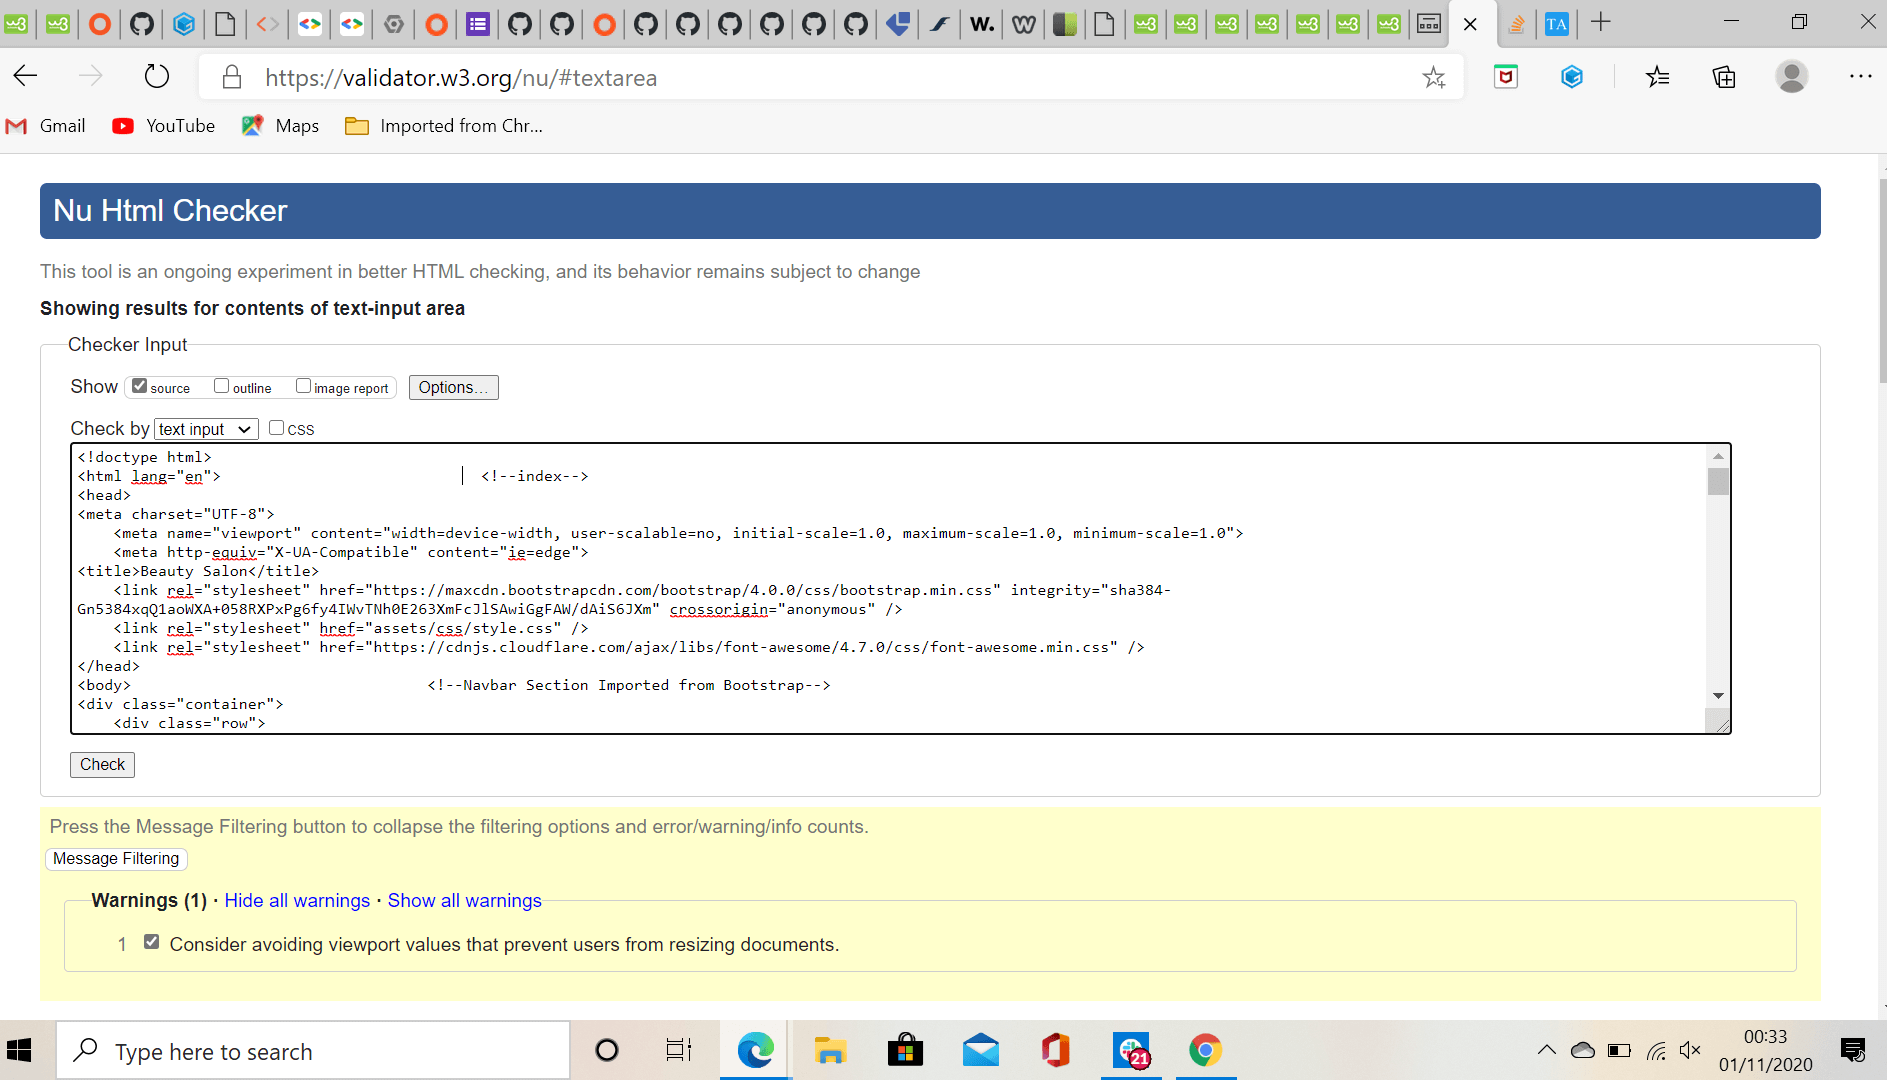 W.
TA
https://validator.w3.org/nu/#textarea
Gmail YouTube Maps Imported from Chr...
Nu Html Checker
This tool is an ongoing experiment in better HTML checking, and its behavior remains subject to change
Showing results for contents of text-input area
Checker Input
Show source outline image report Options...
Check by text input css
<!doctype html>
<html lang="en"> <!--index-->
<head>
<meta charset="UTF-8">
<meta name="viewport" content="width=device-width, user-scalable=no, initial-scale=1.0, maximum-scale=1.0, minimum-scale=1.0">
<meta http-equiv="X-UA-Compatible" content="ie=edge">
<title>Beauty Salon</title>
<link rel="stylesheet" href="https://maxcdn.bootstrapcdn.com/bootstrap/4.0.0/css/bootstrap.min.css" integrity="sha384-
Gn5384xqQ1aoWXA+058RXPxPg6fy4IWvTNh0E263XmFcJlSAwiGgFAW/dAiS6JXm" crossorigin="anonymous" />
<link rel="stylesheet" href="assets/css/style.css" />
<link rel="stylesheet" href="https://cdnjs.cloudflare.com/ajax/libs/font-awesome/4.7.0/css/font-awesome.min.css" />
</head>
<body> <!--Navbar Section Imported from Bootstrap-->
<div class="container">
<div class="row">
Check
Press the Message Filtering button to collapse the filtering options and error/warning/info counts.
Message Filtering
Warnings (1) · Hide all warnings · Show all warnings
1 Consider avoiding viewport values that prevent users from resizing documents.
Type here to search
21
00:33
01/11/2020